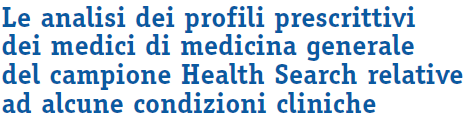 Le analisi dei profili prescrittivi
dei medici di medicina generale
del campione Health Search relative
ad alcune condizioni cliniche